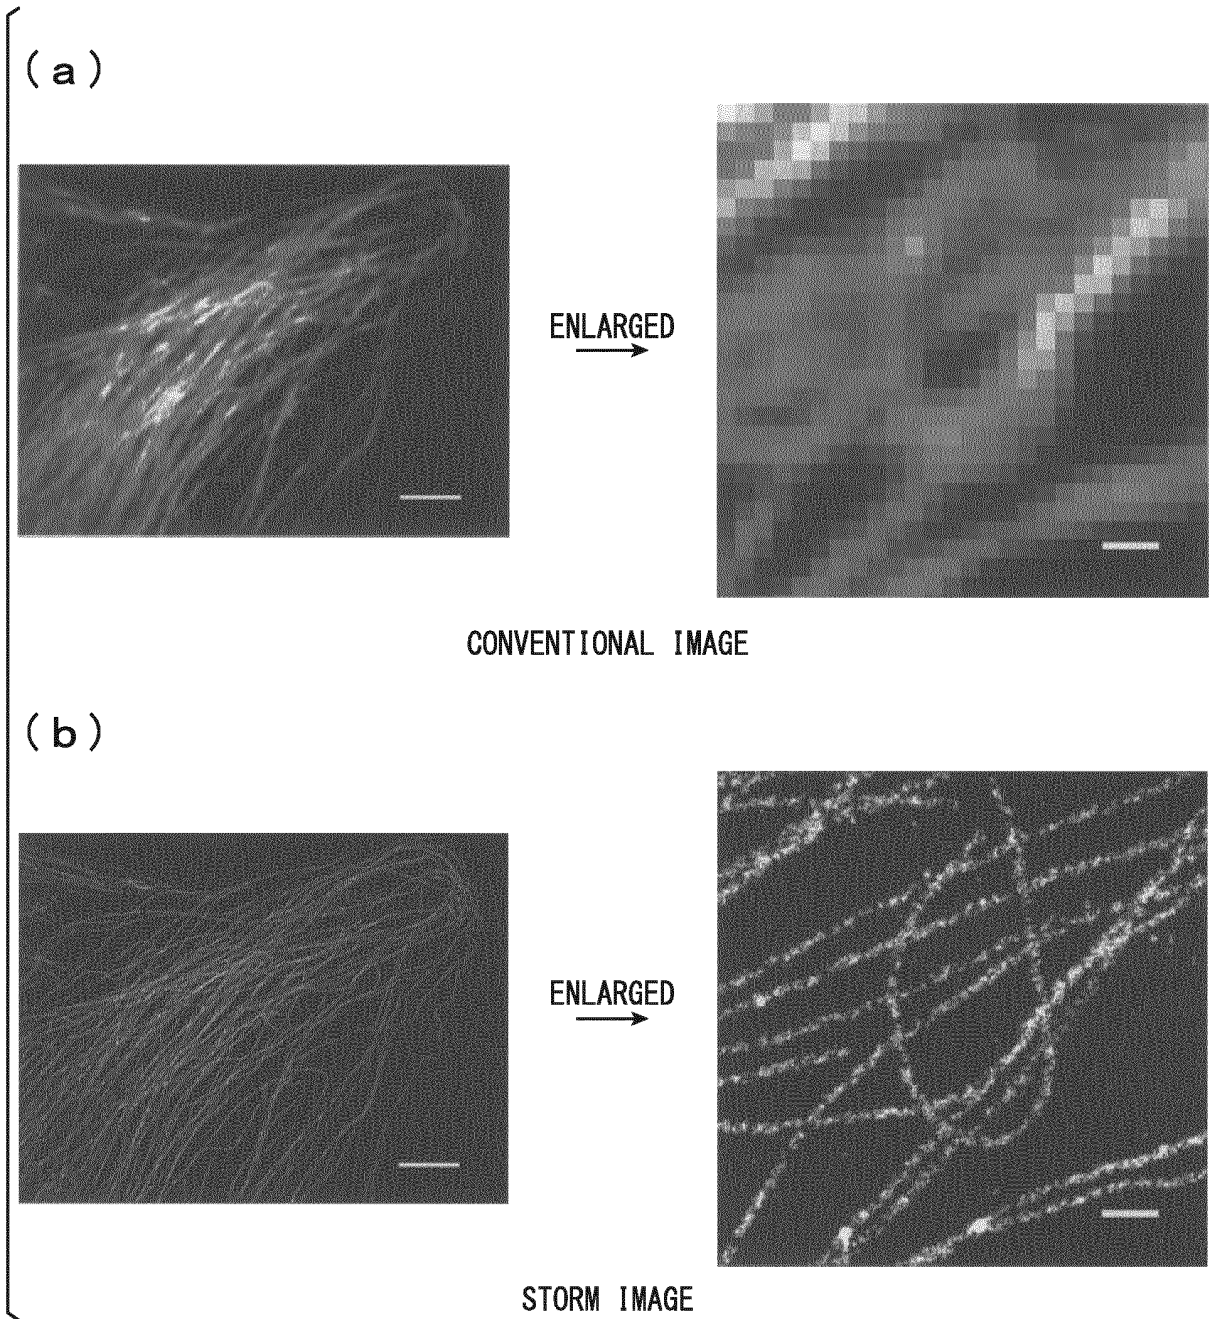 (a)
ENLARGED
CONVENTIONAL IMAGE
(b)
ENLARGED
STORM IMAGE